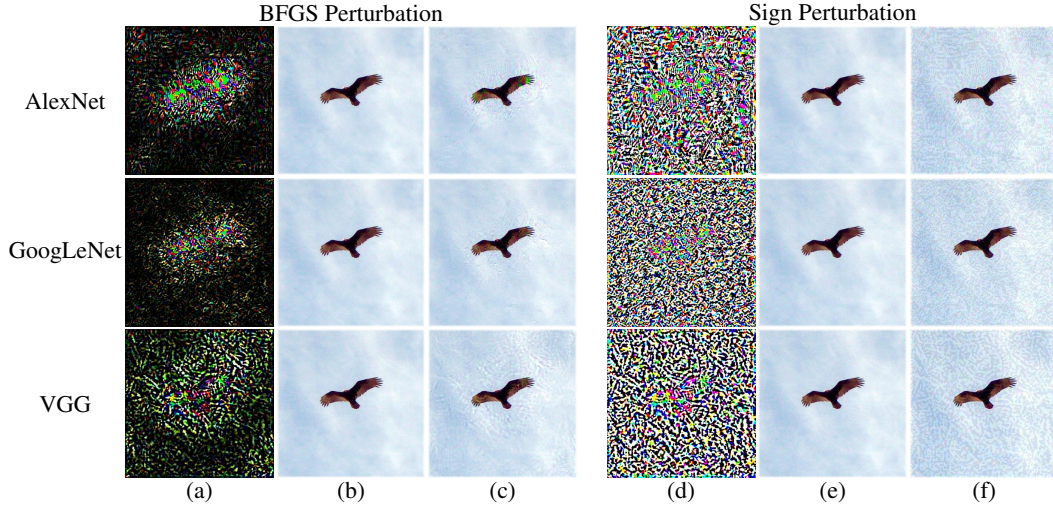 BFGS Perturbation
Sign Perturbation
AlexNet
GoogLeNet
VGG
(a)
(b)
(c)
(d)
(e)
(f)